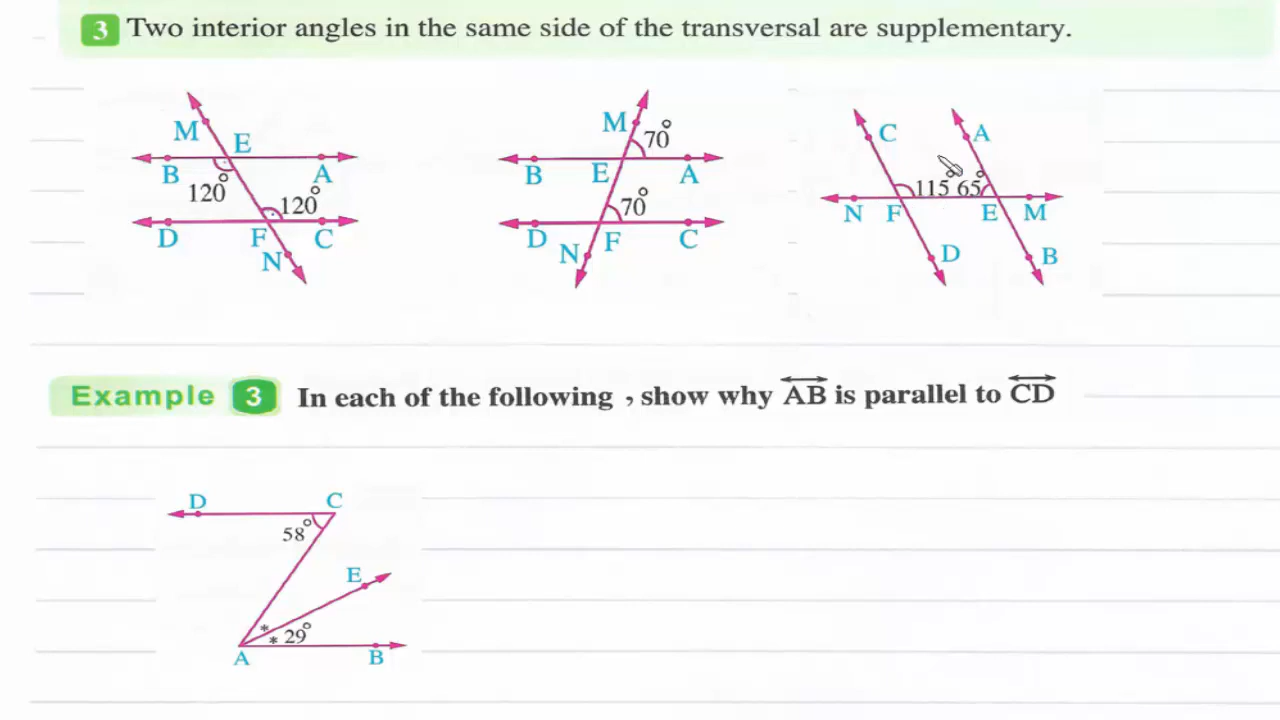 3 Two interior angles in the same side of the transversal are supplementary.
M E
B A
120° 120°
D F C
N
M 70°
B E A
70°
D N F C
C A
115° 65°
N F E M
D B
Example 3 In each of the following , show why AB is parallel to CD
D C
58°
E
* * 29°
A B